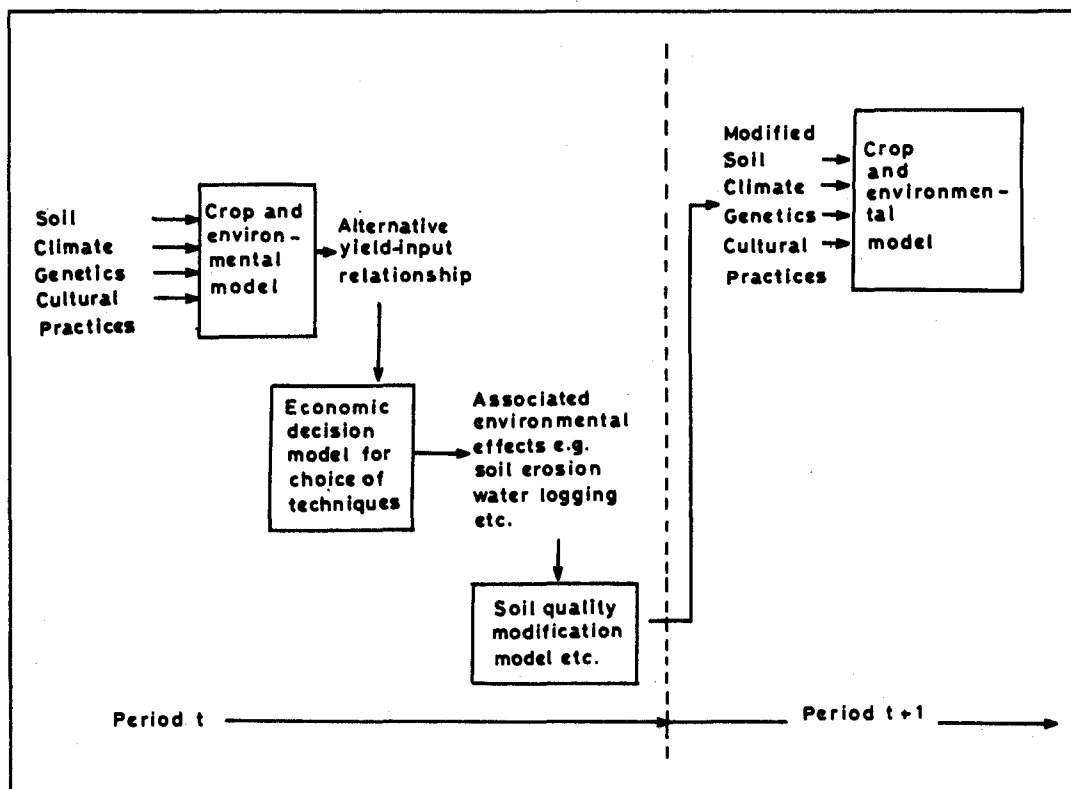 Soil
Climate
Genetics
Cultural
Practices
Crop and
environ-
mental
model
Alternative
yield-input
relationship
Economic
decision
model for
choice of
techniques
Associated
environmental
effects e.g.
soil erosion
water logging
etc.
Soil quality
modification
model etc.
Modified
Soil
Climate
Genetics
Cultural
Practices
Crop
and
environmen-
tal
model
Period t
Period t+1